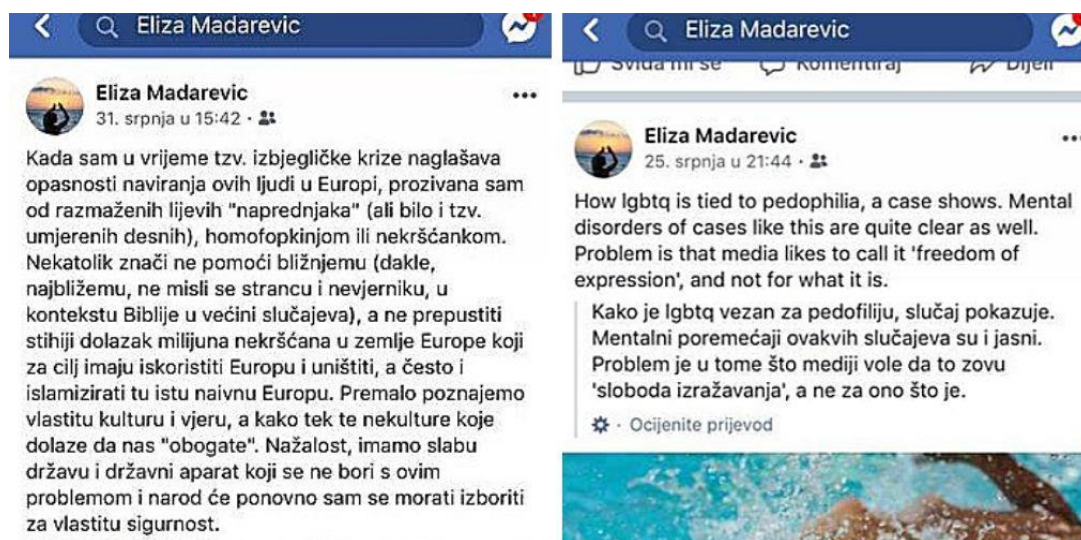 Eliza Madarevic
Eliza Madarevic
31. srpnja u 15:42 ·
Kada sam u vrijeme tzv. izbjegličke krize naglašava
opasnosti naviranja ovih ljudi u Europi, prozivana sam
od razmaženih lijevih "naprednjaka" (ali bilo i tzv.
umjerenih desnih), homofopkinjom ili nekršćankom.
Nekatolik znači ne pomoći bližnjemu (dakle,
najbližemu, ne misli se strancu i nevjerniku, u
kontekstu Biblije u većini slučajeva), a ne prepustiti
stihiji dolazak milijuna nekršćana u zemlje Europe koji
za cilj imaju iskoristiti Europu i uništiti, a često i
islamizirati tu istu naivnu Europu. Premalo poznajemo
vlastitu kulturu i vjeru, a kako tek te nekulture koje
dolaze da nas "obogate". Nažalost, imamo slabu
državu i državni aparat koji se ne bori s ovim
problemom i narod će ponovno sam se morati izboriti
za vlastitu sigurnost.
Eliza Madarevic
Sviđa mi se Komentiraj Dijeli
Eliza Madarevic
25. srpnja u 21:44 ·
How lgbtq is tied to pedophilia, a case shows. Mental
disorders of cases like this are quite clear as well.
Problem is that media likes to call it 'freedom of
expression', and not for what it is.
Kako je lgbtq vezan za pedofiliju, slučaj pokazuje.
Mentalni poremećaji ovakvih slučajeva su i jasni.
Problem je u tome što mediji vole da to zovu
'sloboda izražavanja', a ne za ono što je.
· Ocijenite prijevod